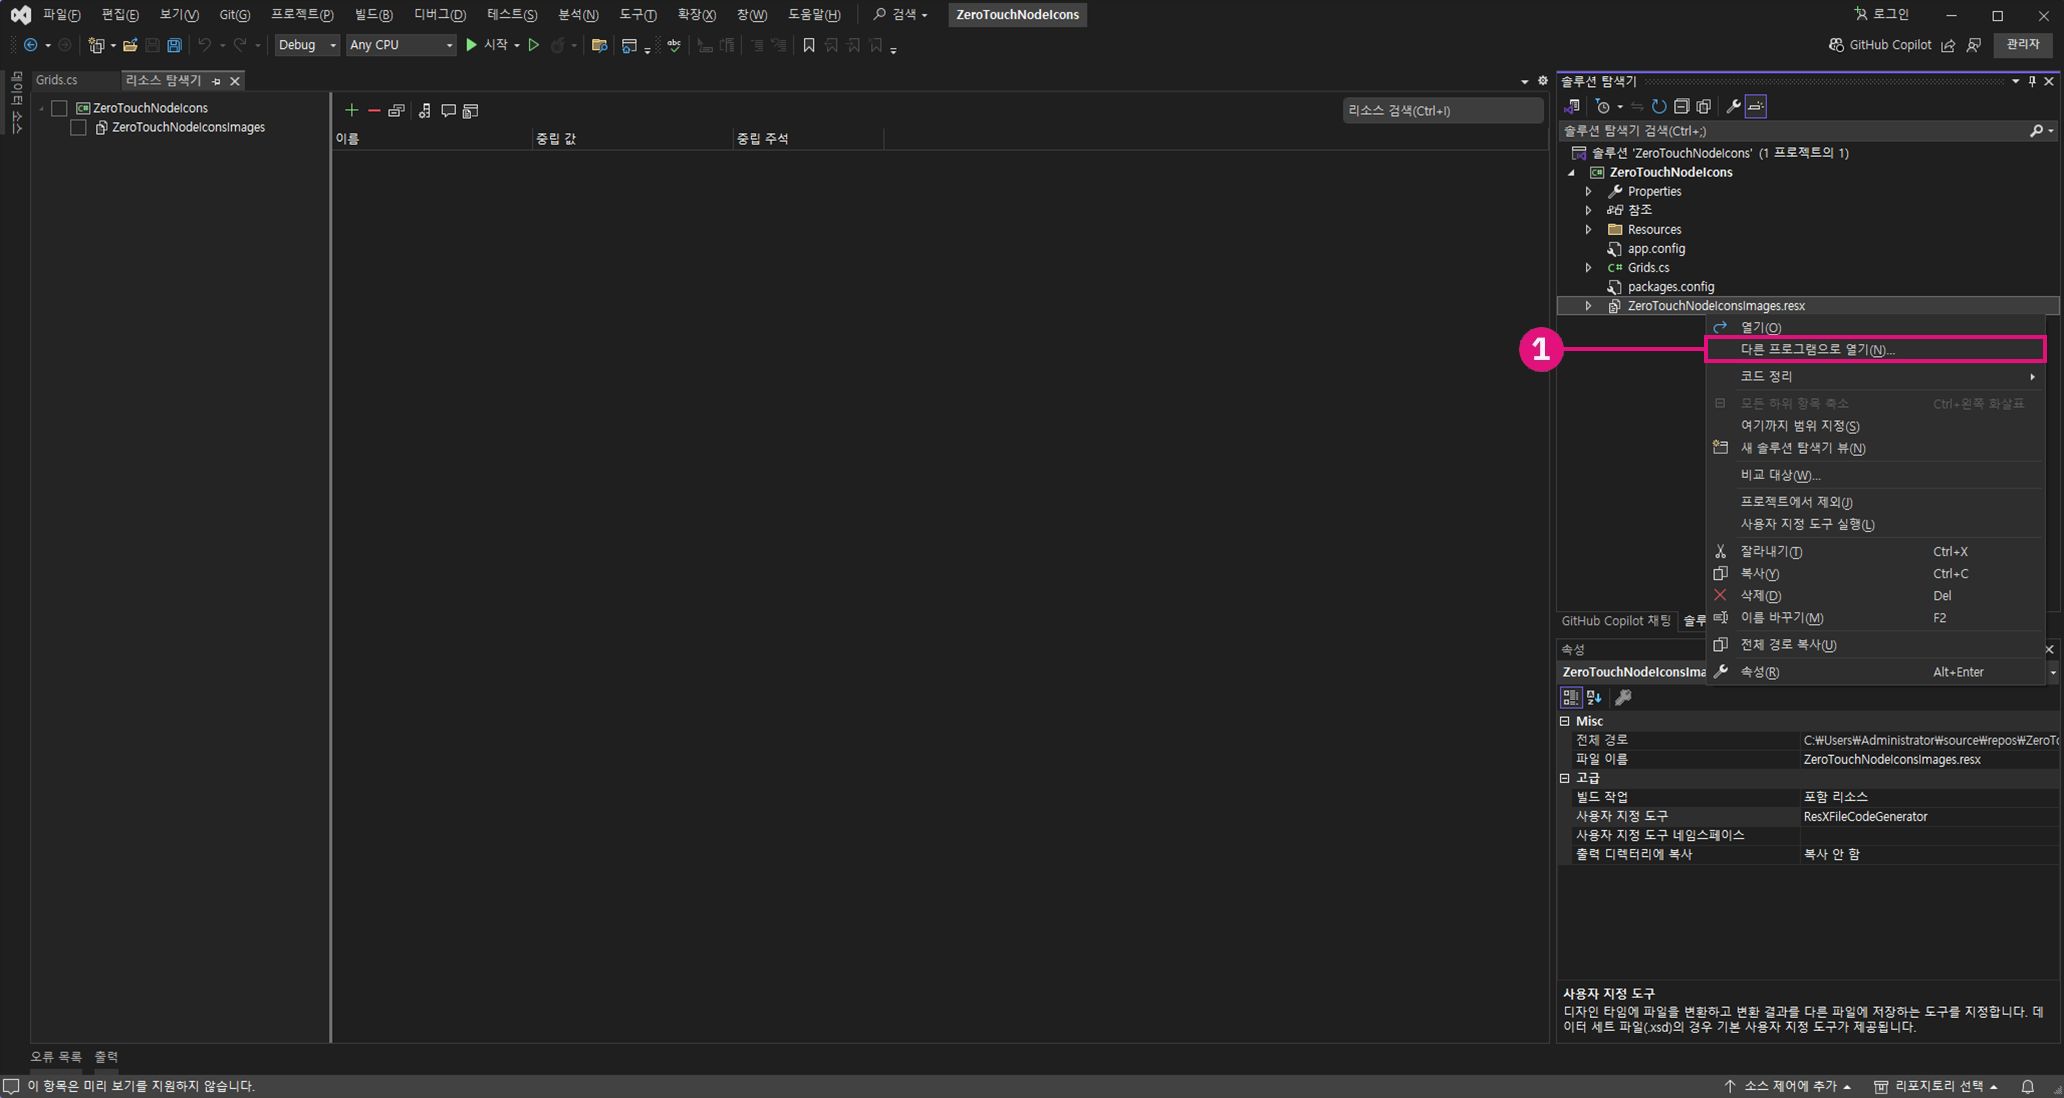 파일(F) 편집(E) 보기(V) Git(G) 프로젝트(P) 빌드(B) 디버그(D) 테스트(S) 분석(N) 도구(T) 확장(X) 창(W) 도움말(H) 검색 ZeroTouchNodeIcons 로그인
Debug Any CPU 시작 GitHub Copilot 관리자
데이터 소스
Grids.cs 리소스 탐색기
ZeroTouchNodeIcons
ZeroTouchNodeIconsImages
리소스 검색(Ctrl+I)
이름 중립 값 중립 주석
솔루션 탐색기
솔루션 탐색기 검색(Ctrl+;)
솔루션 'ZeroTouchNodeIcons' (1 프로젝트의 1)
ZeroTouchNodeIcons
Properties
참조
Resources
app.config
C# Grids.cs
packages.config
ZeroTouchNodeIconsImages.resx
1
열기(O)
다른 프로그램으로 열기(N)...
코드 정리
모든 하위 항목 축소 Ctrl+왼쪽 화살표
여기까지 범위 지정(S)
새 솔루션 탐색기 뷰(N)
비교 대상(W)...
프로젝트에서 제외(J)
사용자 지정 도구 실행(L)
잘라내기(T) Ctrl+X
복사(Y) Ctrl+C
삭제(D) Del
이름 바꾸기(M) F2
전체 경로 복사(U)
속성(R) Alt+Enter
GitHub Copilot 채팅 솔루
속성
ZeroTouchNodeIconsIma
Misc
전체 경로 C:₩Users₩Administrator₩source₩repos₩ZeroTo
파일 이름 ZeroTouchNodeIconsImages.resx
고급
빌드 작업 포함 리소스
사용자 지정 도구 ResXFileCodeGenerator
사용자 지정 도구 네임스페이스
출력 디렉터리에 복사 복사 안 함
사용자 지정 도구
디자인 타임에 파일을 변환하고 변환 결과를 다른 파일에 저장하는 도구를 지정합니다. 데
이터 세트 파일(.xsd)의 경우 기본 사용자 지정 도구가 제공됩니다.
오류 목록 출력
이 항목은 미리 보기를 지원하지 않습니다. 소스 제어에 추가 리포지토리 선택